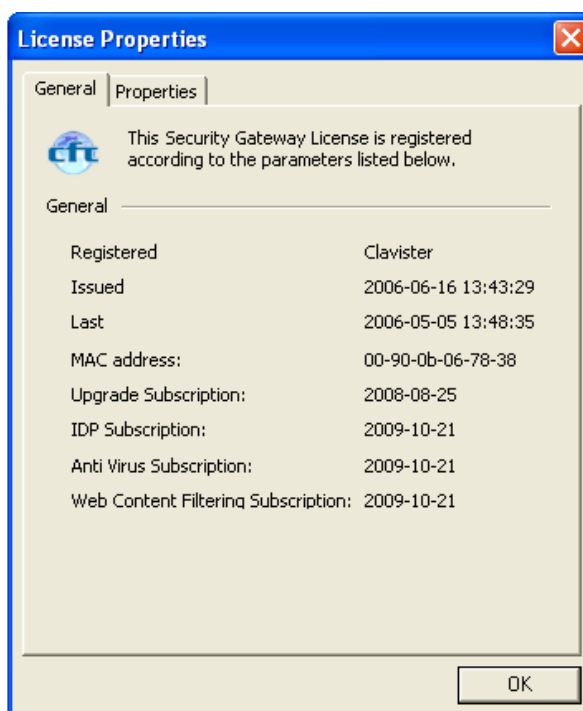 License Properties
General Properties
cfc
This Security Gateway License is registered
according to the parameters listed below.
General
Registered Clavister
Issued 2006-06-16 13:43:29
Last 2006-05-05 13:48:35
MAC address: 00-90-0b-06-78-38
Upgrade Subscription: 2008-08-25
IDP Subscription: 2009-10-21
Anti Virus Subscription: 2009-10-21
Web Content Filtering Subscription: 2009-10-21
OK